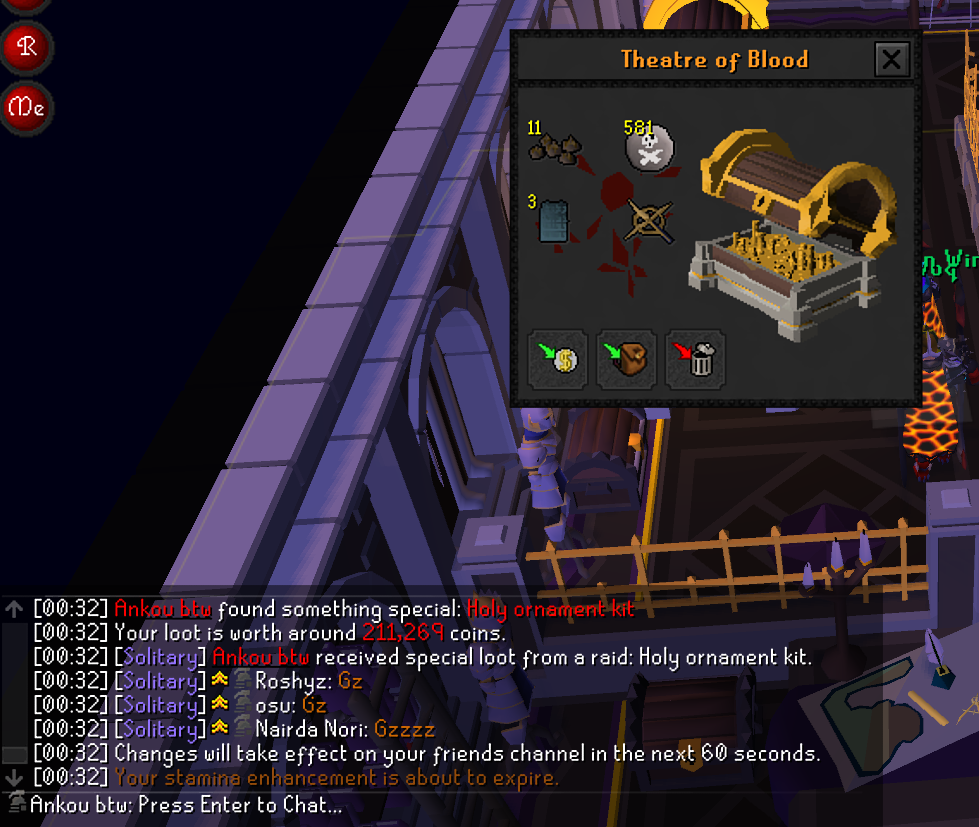 R
Me
Theatre of Blood
11
581
3
[00:32] Ankou btw found something special: Holy ornament kit
[00:32] Your loot is worth around 211,269 coins.
[00:32] [Solitary] Ankou btw received special loot from a raid: Holy ornament kit.
[00:32] [Solitary] Roshyz: Gz
[00:32] [Solitary] osu: Gz
[00:32] [Solitary] Nairda Nori: Gzzzz
[00:32] Changes will take effect on your friends channel in the next 60 seconds.
[00:32] Your stamina enhancement is about to expire.
Ankou btw: Press Enter to Chat...